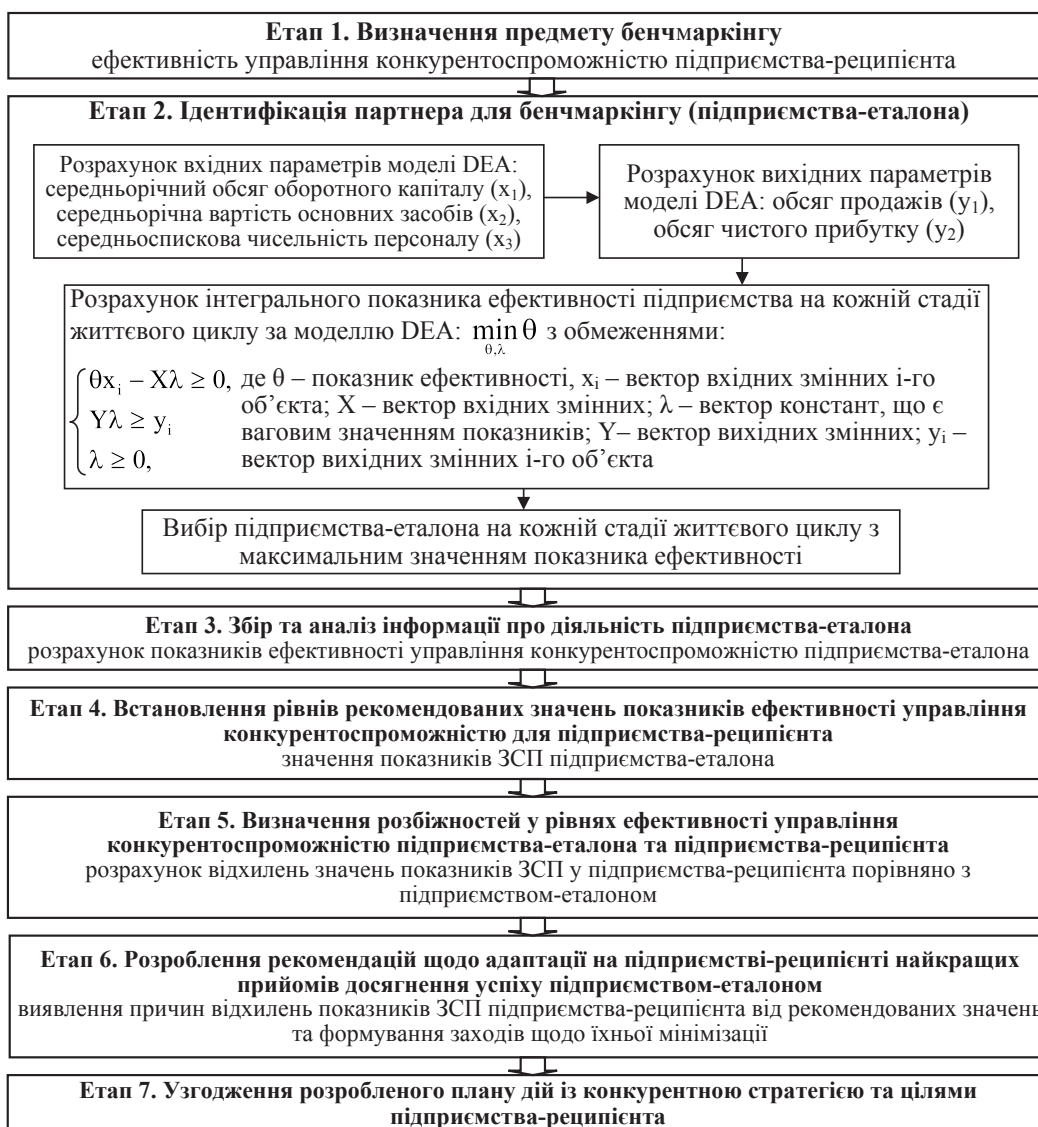 Етап 1. Визначення предмету бенчмаркінгу
ефективність управління конкурентоспроможністю підприємства-реципієнта
Етап 2. Ідентифікація партнера для бенчмаркінгу (підприємства-еталона)
Розрахунок вхідних параметрів моделі DEA:
середньорічний обсяг оборотного капіталу (x₁),
середньорічна вартість основних засобів (x₂),
середньоспискова чисельність персоналу (x₃)
Розрахунок вихідних параметрів
моделі DEA: обсяг продажів (y₁),
обсяг чистого прибутку (y₂)
Розрахунок інтегрального показника ефективності підприємства на кожній стадії
життєвого циклу за моделлю DEA: min θ з обмеженнями:
θ,λ
θxᵢ – Xλ ≥ 0,
Yλ ≥ yᵢ
λ ≥ 0,
де θ – показник ефективності, xᵢ – вектор вхідних змінних i-го
об’єкта; X – вектор вхідних змінних; λ – вектор констант, що є
ваговим значенням показників; Y– вектор вихідних змінних; yᵢ –
вектор вихідних змінних i-го об’єкта
Вибір підприємства-еталона на кожній стадії життєвого циклу з
максимальним значенням показника ефективності
Етап 3. Збір та аналіз інформації про діяльність підприємства-еталона
розрахунок показників ефективності управління конкурентоспроможністю підприємства-еталона
Етап 4. Встановлення рівнів рекомендованих значень показників ефективності управління
конкурентоспроможністю для підприємства-реципієнта
значення показників ЗСП підприємства-еталона
Етап 5. Визначення розбіжностей у рівнях ефективності управління
конкурентоспроможністю підприємства-еталона та підприємства-реципієнта
розрахунок відхилень значень показників ЗСП у підприємства-реципієнта порівняно з
підприємством-еталоном
Етап 6. Розроблення рекомендацій щодо адаптації на підприємстві-реципієнті найкращих
прийомів досягнення успіху підприємством-еталоном
виявлення причин відхилень показників ЗСП підприємства-реципієнта від рекомендованих значень
та формування заходів щодо їхньої мінімізації
Етап 7. Узгодження розробленого плану дій із конкурентною стратегією та цілями
підприємства-реципієнта